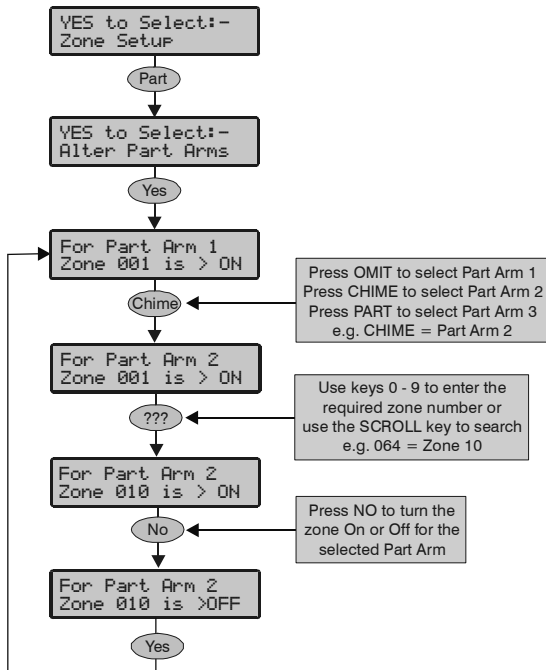 YES to Select:-
Zone Setup
Part
YES to Select:-
Alter Part Arms
Yes
For Part Arm 1
Zone 001 is > ON
Chime
Press OMIT to select Part Arm 1
Press CHIME to select Part Arm 2
Press PART to select Part Arm 3
e.g. CHIME = Part Arm 2
For Part Arm 2
Zone 001 is > ON
???
Use keys 0 - 9 to enter the
required zone number or
use the SCROLL key to search
e.g. 064 = Zone 10
For Part Arm 2
Zone 010 is > ON
No
Press NO to turn the
zone On or Off for the
selected Part Arm
For Part Arm 2
Zone 010 is >OFF
Yes